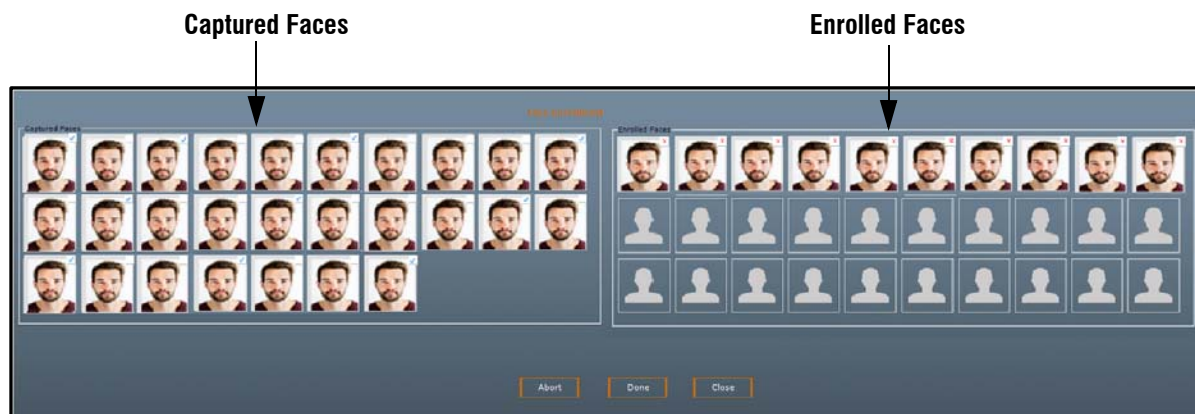 Captured Faces
Enrolled Faces
Captured Faces
Enrolled Faces
Abort
Done
Close